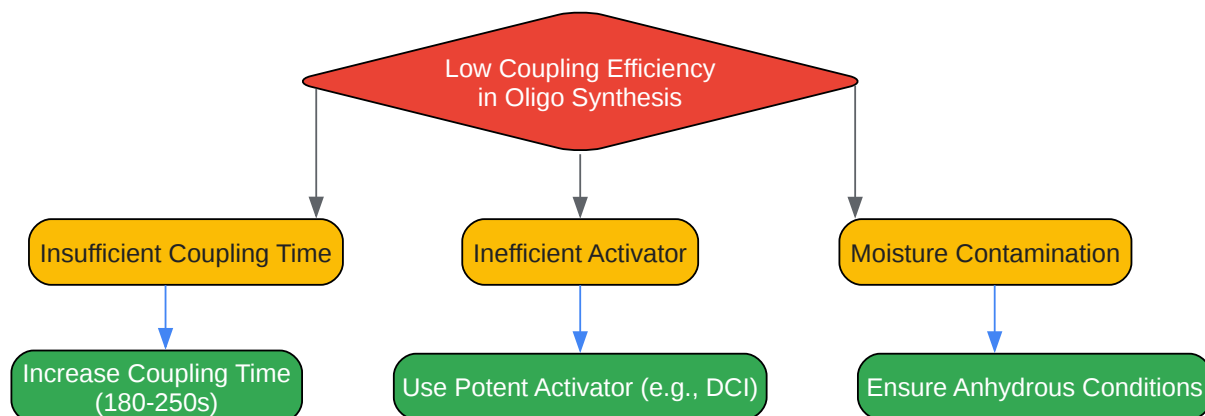 Low Coupling Efficiency
in Oligo Synthesis
Insufficient Coupling Time
Inefficient Activator
Moisture Contamination
Increase Coupling Time
(180-250s)
Use Potent Activator (e.g., DCI)
Ensure Anhydrous Conditions